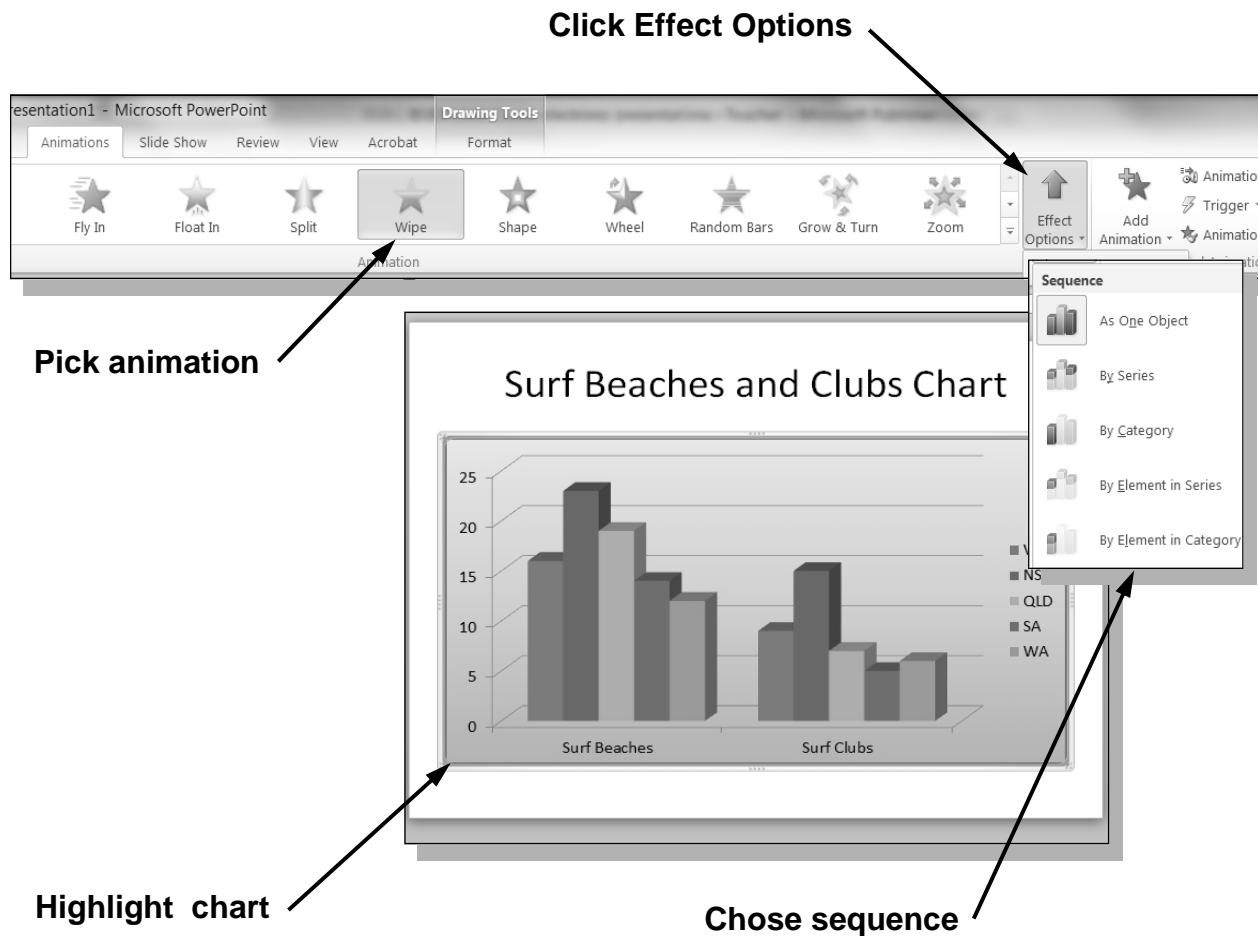 Click Effect Options
resentation1 - Microsoft PowerPoint
Drawing Tools
Animations Slide Show Review View Acrobat Format
Fly In Float In Split Wipe Shape Wheel Random Bars Grow & Turn Zoom
Effect Options
Add Animation
Animatio
Trigger
Animatio
Animation
Pick animation
Sequence
As One Object
By Series
By Category
By Element in Series
By Element in Category
Surf Beaches and Clubs Chart
25
20
15
10
5
0
Surf Beaches Surf Clubs
V
NS
QLD
SA
WA
Highlight chart
Chose sequence